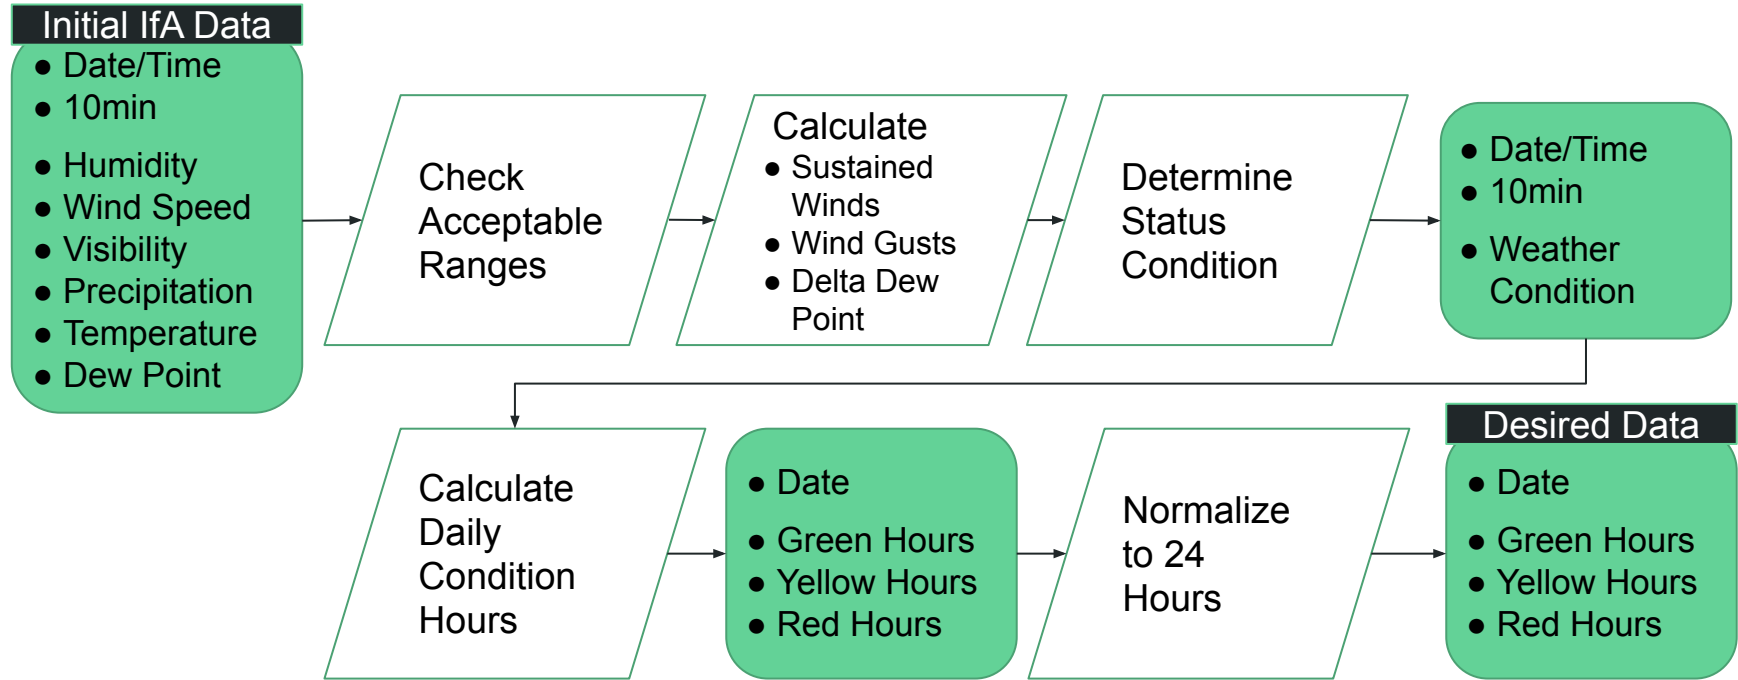 Initial IfA Data
● Date/Time
● 10min
● Humidity
● Wind Speed
● Visibility
● Precipitation
● Temperature
● Dew Point
Check
Acceptable
Ranges
Calculate
● Sustained
Winds
● Wind Gusts
● Delta Dew
Point
Determine
Status
Condition
● Date/Time
● 10min
● Weather
Condition
Calculate
Daily
Condition
Hours
● Date
● Green Hours
● Yellow Hours
● Red Hours
Normalize
to 24
Hours
Desired Data
● Date
● Green Hours
● Yellow Hours
● Red Hours